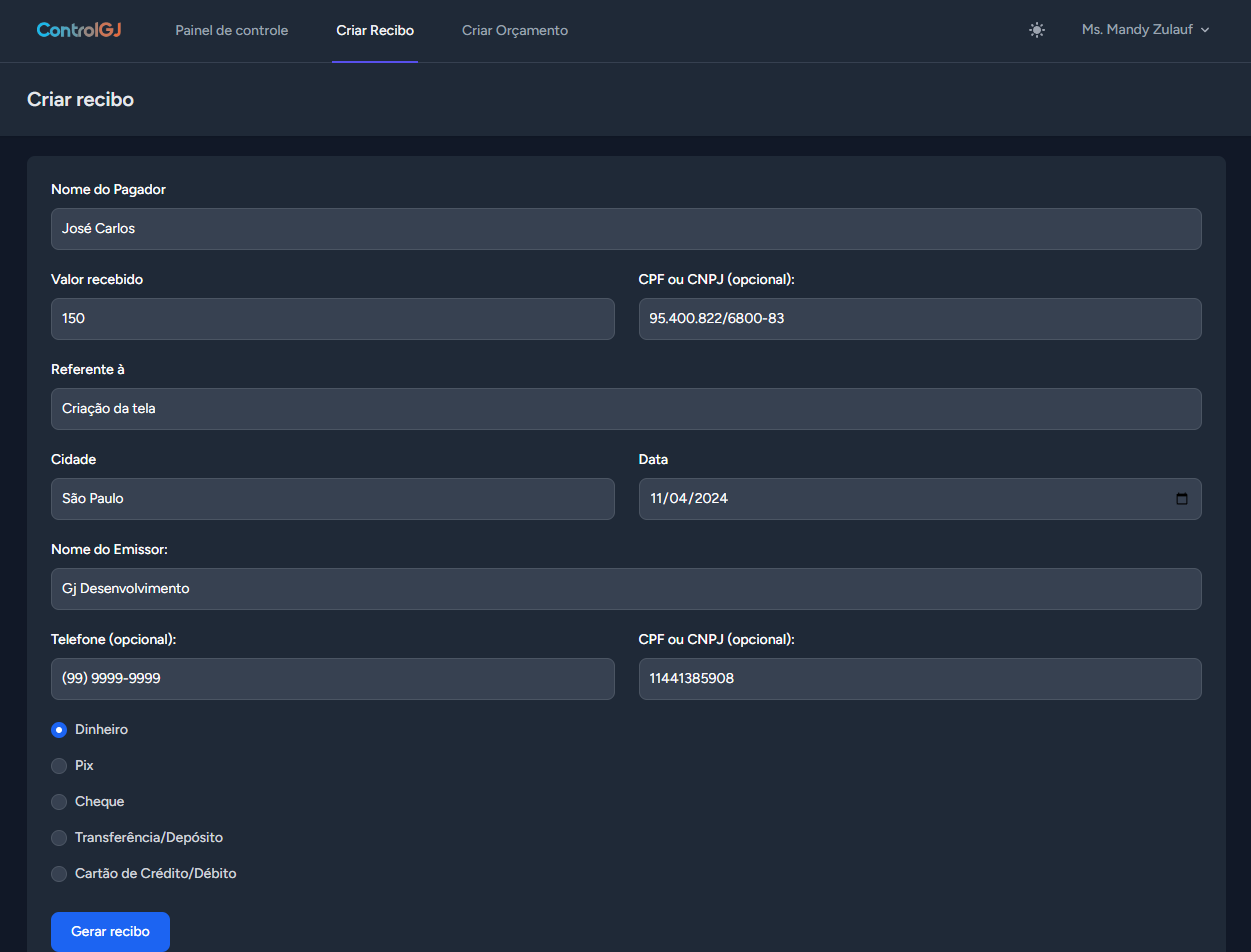 ControlGJ Painel de controle Criar Recibo Criar Orçamento Ms. Mandy Zulauf
Criar recibo
Nome do Pagador
José Carlos
Valor recebido CPF ou CNPJ (opcional):
150 95.400.822/6800-83
Referente à
Criação da tela
Cidade Data
São Paulo 11/04/2024
Nome do Emissor:
Gj Desenvolvimento
Telefone (opcional): CPF ou CNPJ (opcional):
(99) 9999-9999 11441385908
Dinheiro
Pix
Cheque
Transferência/Depósito
Cartão de Crédito/Débito
Gerar recibo